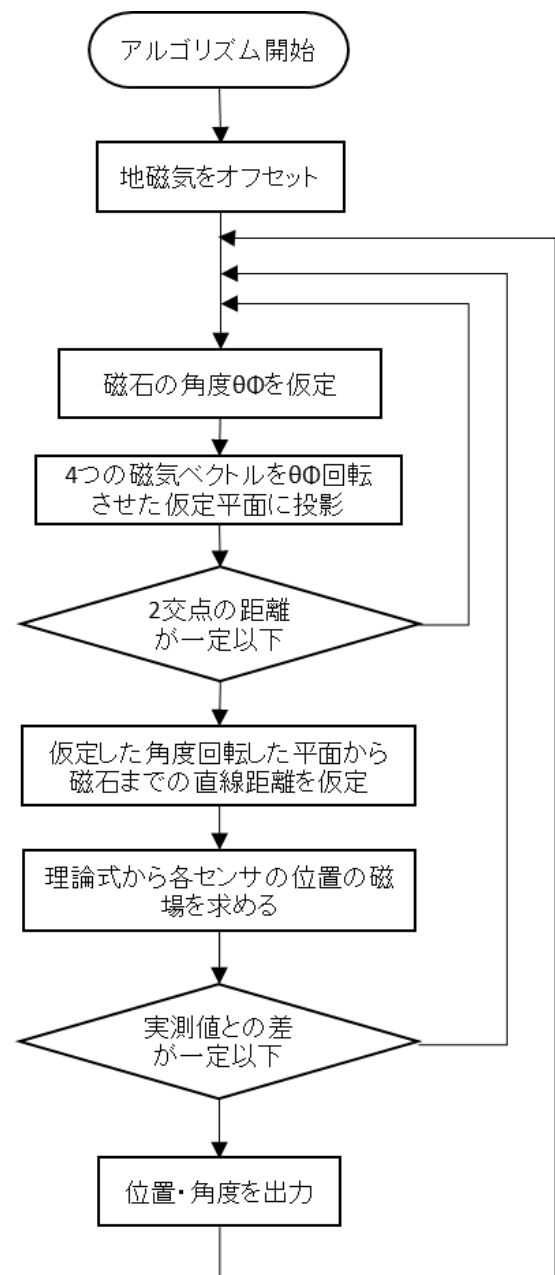 アルゴリズム開始
地磁気をオフセット
磁石の角度θΦを仮定
4つの磁気ベクトルをθΦ回転
させた仮定平面に投影
2交点の距離
が一定以下
仮定した角度回転した平面から
磁石までの直線距離を仮定
理論式から各センサの位置の磁
場を求める
実測値との差
が一定以下
位置・角度を出力